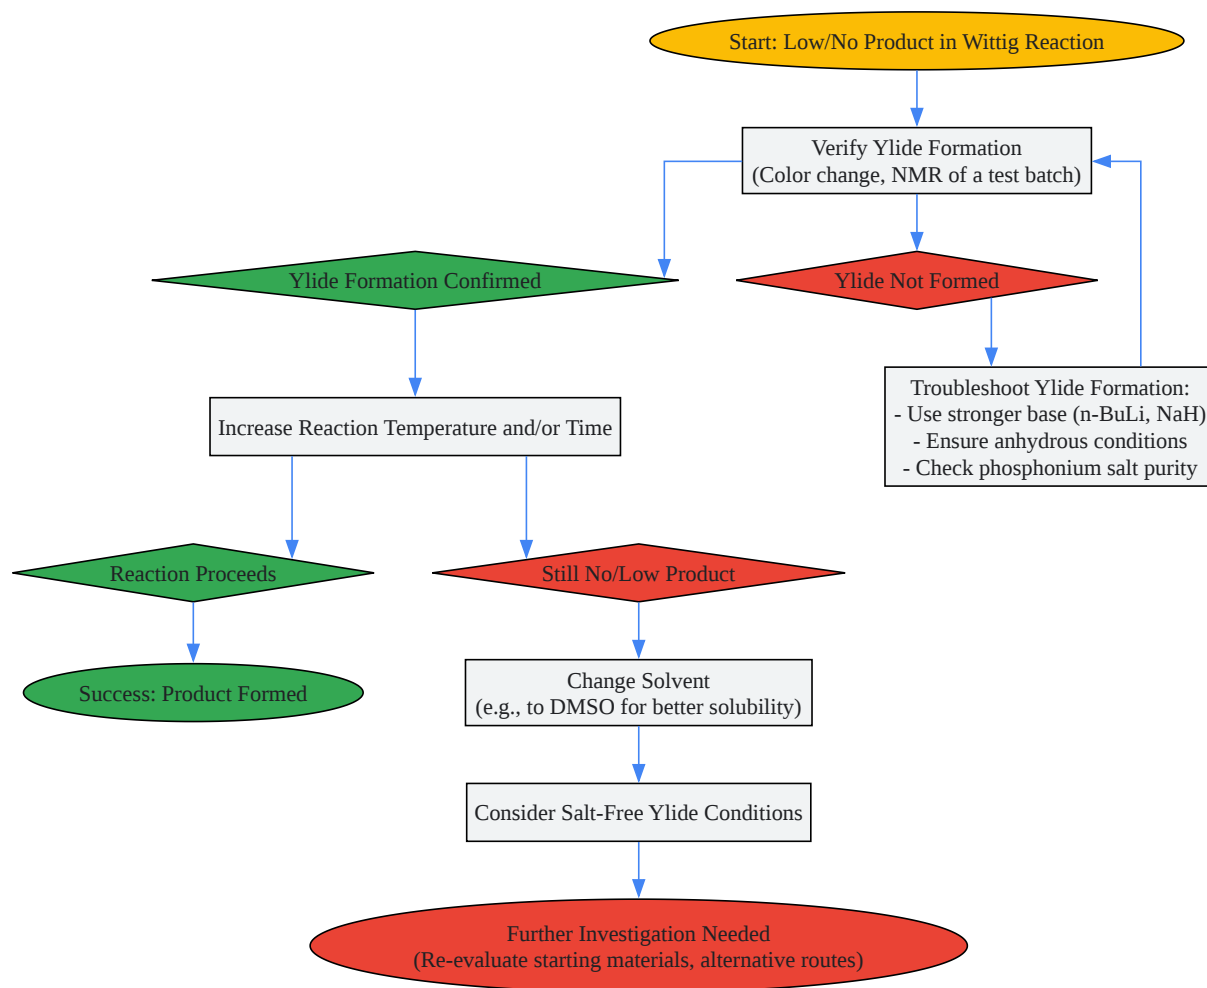 Start: Low/No Product in Wittig Reaction
Verify Ylide Formation
(Color change, NMR of a test batch)
Ylide Formation Confirmed
Ylide Not Formed
Troubleshoot Ylide Formation:
- Use stronger base (n-BuLi, NaH)
- Ensure anhydrous conditions
- Check phosphonium salt purity
Increase Reaction Temperature and/or Time
Reaction Proceeds
Still No/Low Product
Success: Product Formed
Change Solvent
(e.g., to DMSO for better solubility)
Consider Salt-Free Ylide Conditions
Further Investigation Needed
(Re-evaluate starting materials, alternative routes)